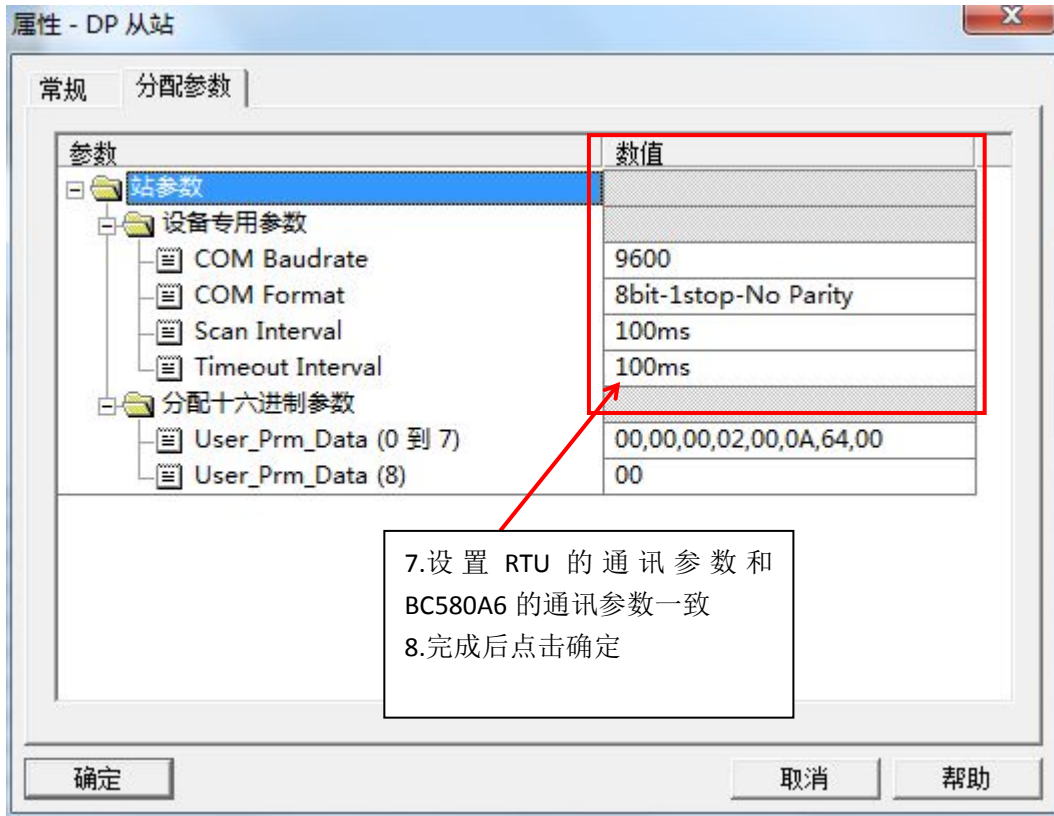 属性 - DP 从站
常规 分配参数
参数 数值
站参数
设备专用参数
COM Baudrate 9600
COM Format 8bit-1stop-No Parity
Scan Interval 100ms
Timeout Interval 100ms
分配十六进制参数
User_Prm_Data (0 到 7) 00,00,00,02,00,0A,64,00
User_Prm_Data (8) 00
7.设置 RTU 的通讯参数和
BC580A6 的通讯参数一致
8.完成后点击确定
确定 取消 帮助